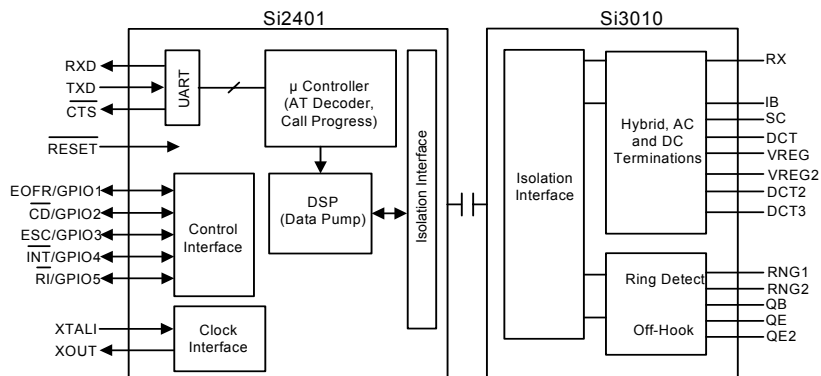 Si2401
Si3010
RXD
TXD
CTS
RESET
EOFR/GPIO1
CD/GPIO2
ESC/GPIO3
INT/GPIO4
RI/GPIO5
XTALI
XOUT
UART
µ Controller
(AT Decoder,
Call Progress)
DSP
(Data Pump)
Control
Interface
Clock
Interface
Isolation Interface
Isolation
Interface
Hybrid, AC
and DC
Terminations
Ring Detect
Off-Hook
RX
IB
SC
DCT
VREG
VREG2
DCT2
DCT3
RNG1
RNG2
QB
QE
QE2